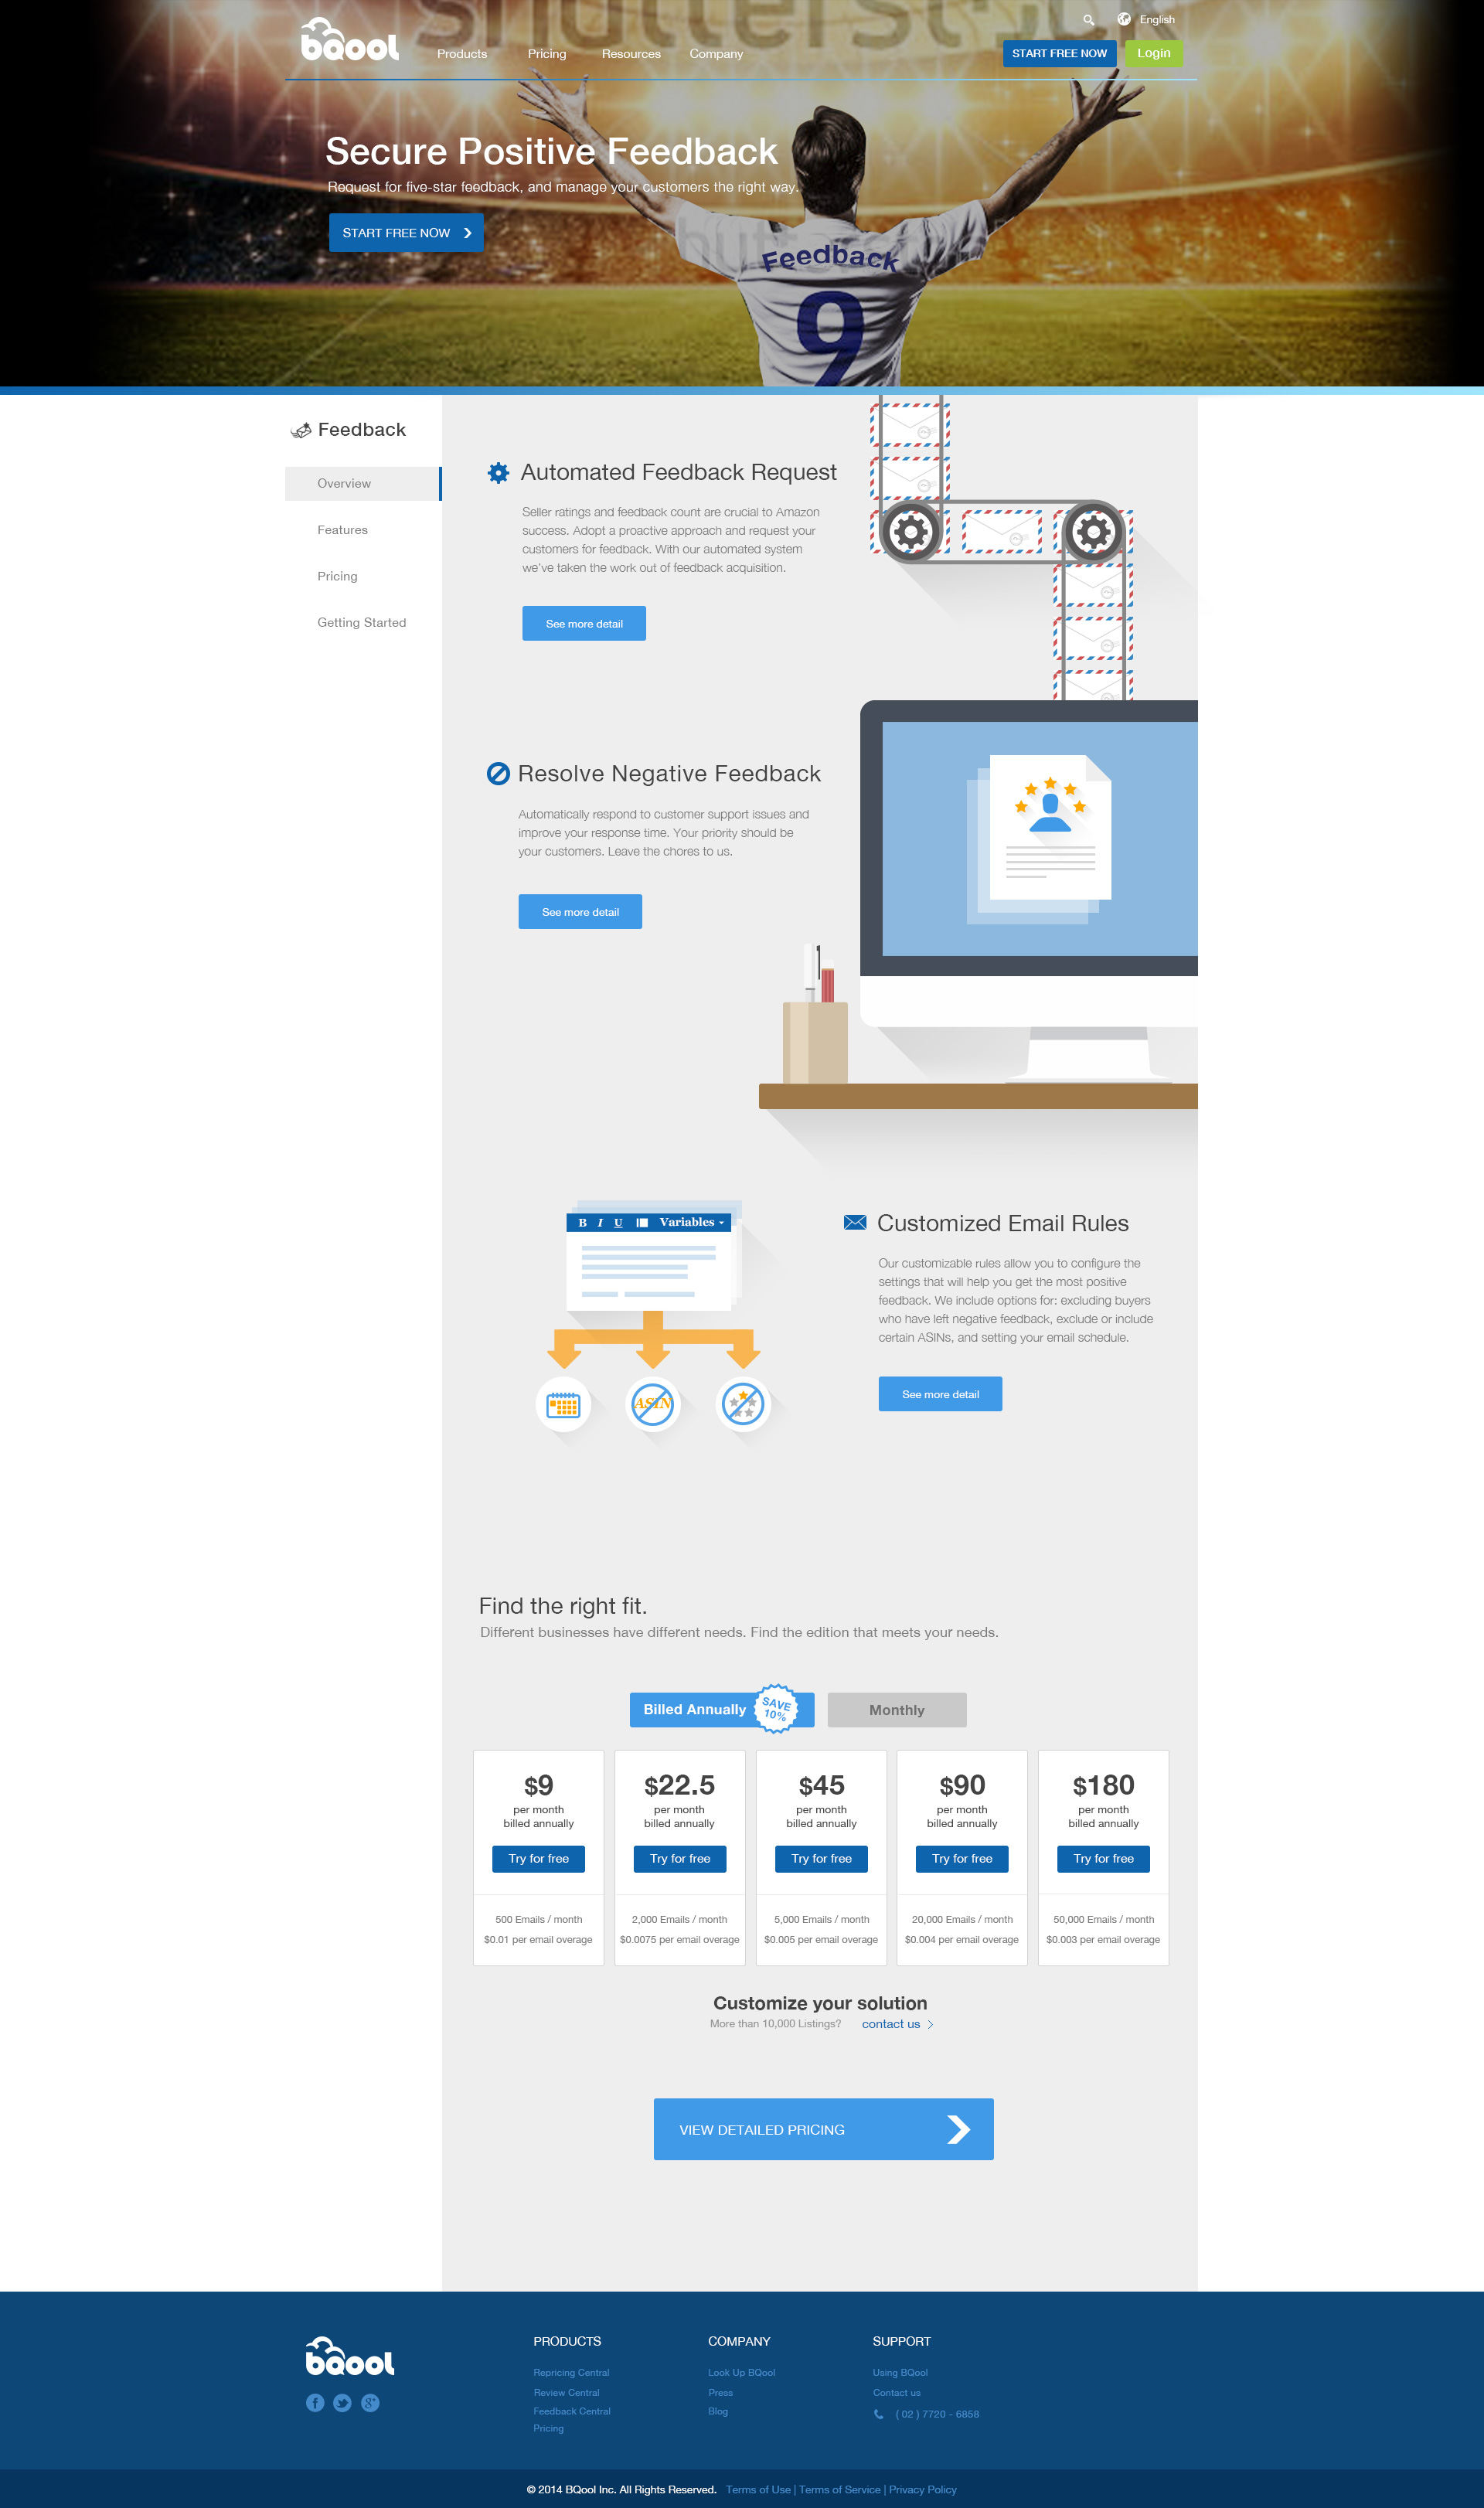 English
bqool
Products Pricing Resources Company
START FREE NOW Login
Secure Positive Feedback
Request for five-star feedback, and manage your customers the right way.
START FREE NOW
Feedback
9
Feedback
Overview
Features
Pricing
Getting Started
Automated Feedback Request
Seller ratings and feedback count are crucial to Amazon
success. Adopt a proactive approach and request your
customers for feedback. With our automated system
we've taken the work out of feedback acquisition.
See more detail
Resolve Negative Feedback
Automatically respond to customer support issues and
improve your response time. Your priority should be
your customers. Leave the chores to us.
See more detail
B I U Variables
ASIN
Customized Email Rules
Our customizable rules allow you to configure the
settings that will help you get the most positive
feedback. We include options for: excluding buyers
who have left negative feedback, exclude or include
certain ASINs, and setting your email schedule.
See more detail
Find the right fit.
Different businesses have different needs. Find the edition that meets your needs.
Billed Annually
SAVE
10%
Monthly
$9
per month
billed annually
Try for free
500 Emails / month
$0.01 per email overage
$22.5
per month
billed annually
Try for free
2,000 Emails / month
$0.0075 per email overage
$45
per month
billed annually
Try for free
5,000 Emails / month
$0.005 per email overage
$90
per month
billed annually
Try for free
20,000 Emails / month
$0.004 per email overage
$180
per month
billed annually
Try for free
50,000 Emails / month
$0.003 per email overage
Customize your solution
More than 10,000 Listings? contact us
VIEW DETAILED PRICING
bqool
PRODUCTS
Repricing Central
Review Central
Feedback Central
Pricing
COMPANY
Look Up BQool
Press
Blog
SUPPORT
Using BQool
Contact us
( 02 ) 7720 - 6858
© 2014 BQool Inc. All Rights Reserved. Terms of Use | Terms of Service | Privacy Policy